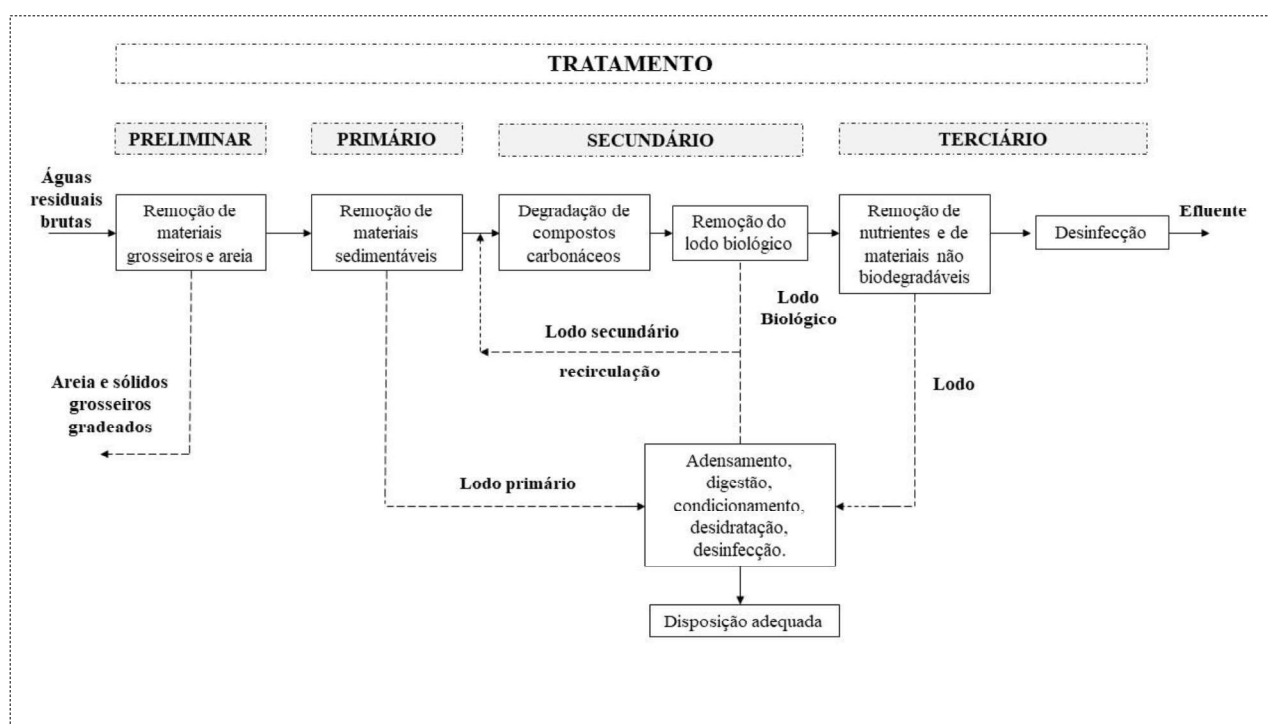 TRATAMENTO
PRELIMINAR
PRIMÁRIO
SECUNDÁRIO
TERCIÁRIO
Águas
residuais
brutas
Remoção de
materiais
grosseiros e areia
Remoção de
materiais
sedimentáveis
Degradação de
compostos
carbonáceos
Remoção do
lodo biológico
Remoção de
nutrientes e de
materiais não
biodegradáveis
Desinfecção
Efluente
Lodo
Biológico
Lodo secundário
recirculação
Areia e sólidos
grosseiros
gradeados
Lodo
Lodo primário
Adensamento,
digestão,
condicionamento,
desidratação,
desinfecção.
Disposição adequada